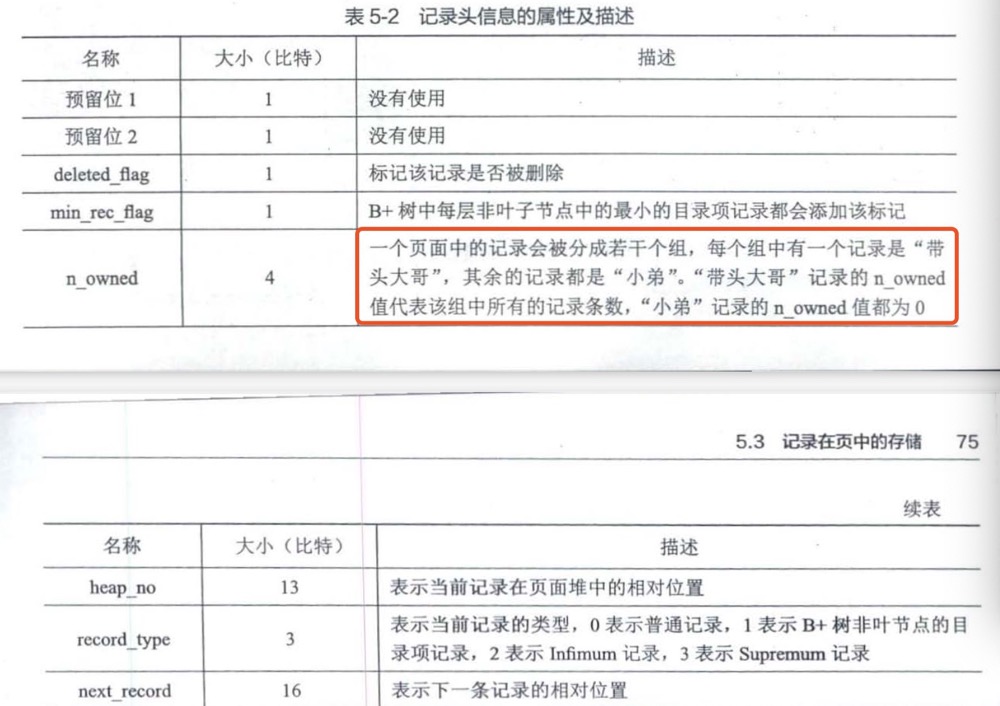 表 5-2 记录头信息的属性及描述
名称 大小（比特） 描述
预留位 1 1 没有使用
预留位 2 1 没有使用
deleted_flag 1 标记该记录是否被删除
min_rec_flag 1 B+ 树中每层非叶子节点中的最小的目录项记录都会添加该标记
n_owned 4 一个页面中的记录会被分成若干个组，每个组中有一个记录是“带
头大哥”，其余的记录都是“小弟”。“带头大哥”记录的 n_owned
值代表该组中所有的记录条数，“小弟”记录的 n_owned 值都为 0
5.3 记录在页中的存储 75
续表
名称 大小（比特） 描述
heap_no 13 表示当前记录在页面堆中的相对位置
record_type 3 表示当前记录的类型，0 表示普通记录，1 表示 B+ 树非叶节点的目
录项记录，2 表示 Infimum 记录，3 表示 Supremum 记录
next_record 16 表示下一条记录的相对位置